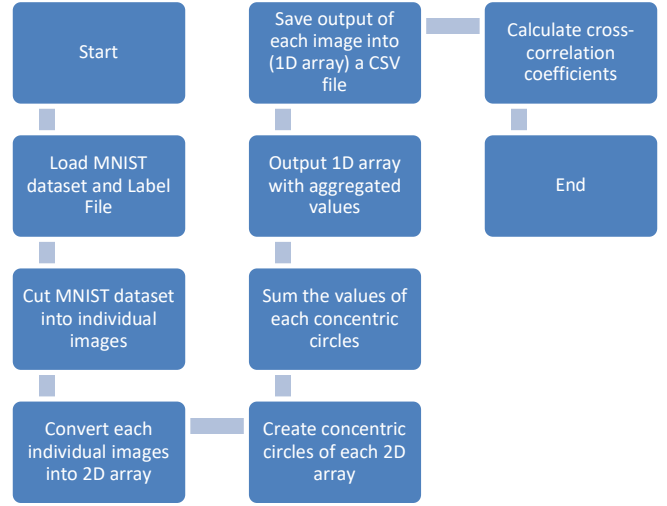 Start
Load MNIST
dataset and Label
File
Cut MNIST dataset
into individual
images
Convert each
individual images
into 2D array
Create concentric
circles of each 2D
array
Sum the values of
each concentric
circles
Output 1D array
with aggregated
values
Save output of
each image into
(1D array) a CSV
file
Calculate cross-
correlation
coefficients
End